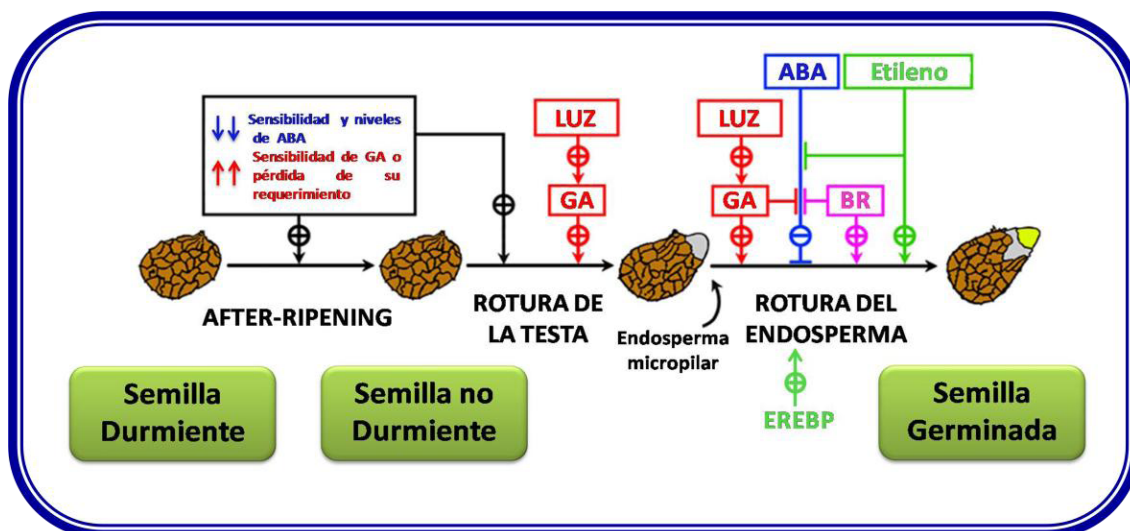 Sensibilidad y niveles
de ABA
Sensibilidad de GA o
pérdida de su
requerimiento
AFTER-RIPENING
LUZ
GA
ROTURA DE
LA TESTA
Endosperma
micropilar
LUZ
GA
ABA
BR
Etileno
ROTURA DEL
ENDOSPERMA
EREBP
Semilla
Durmiente
Semilla no
Durmiente
Semilla
Germinada